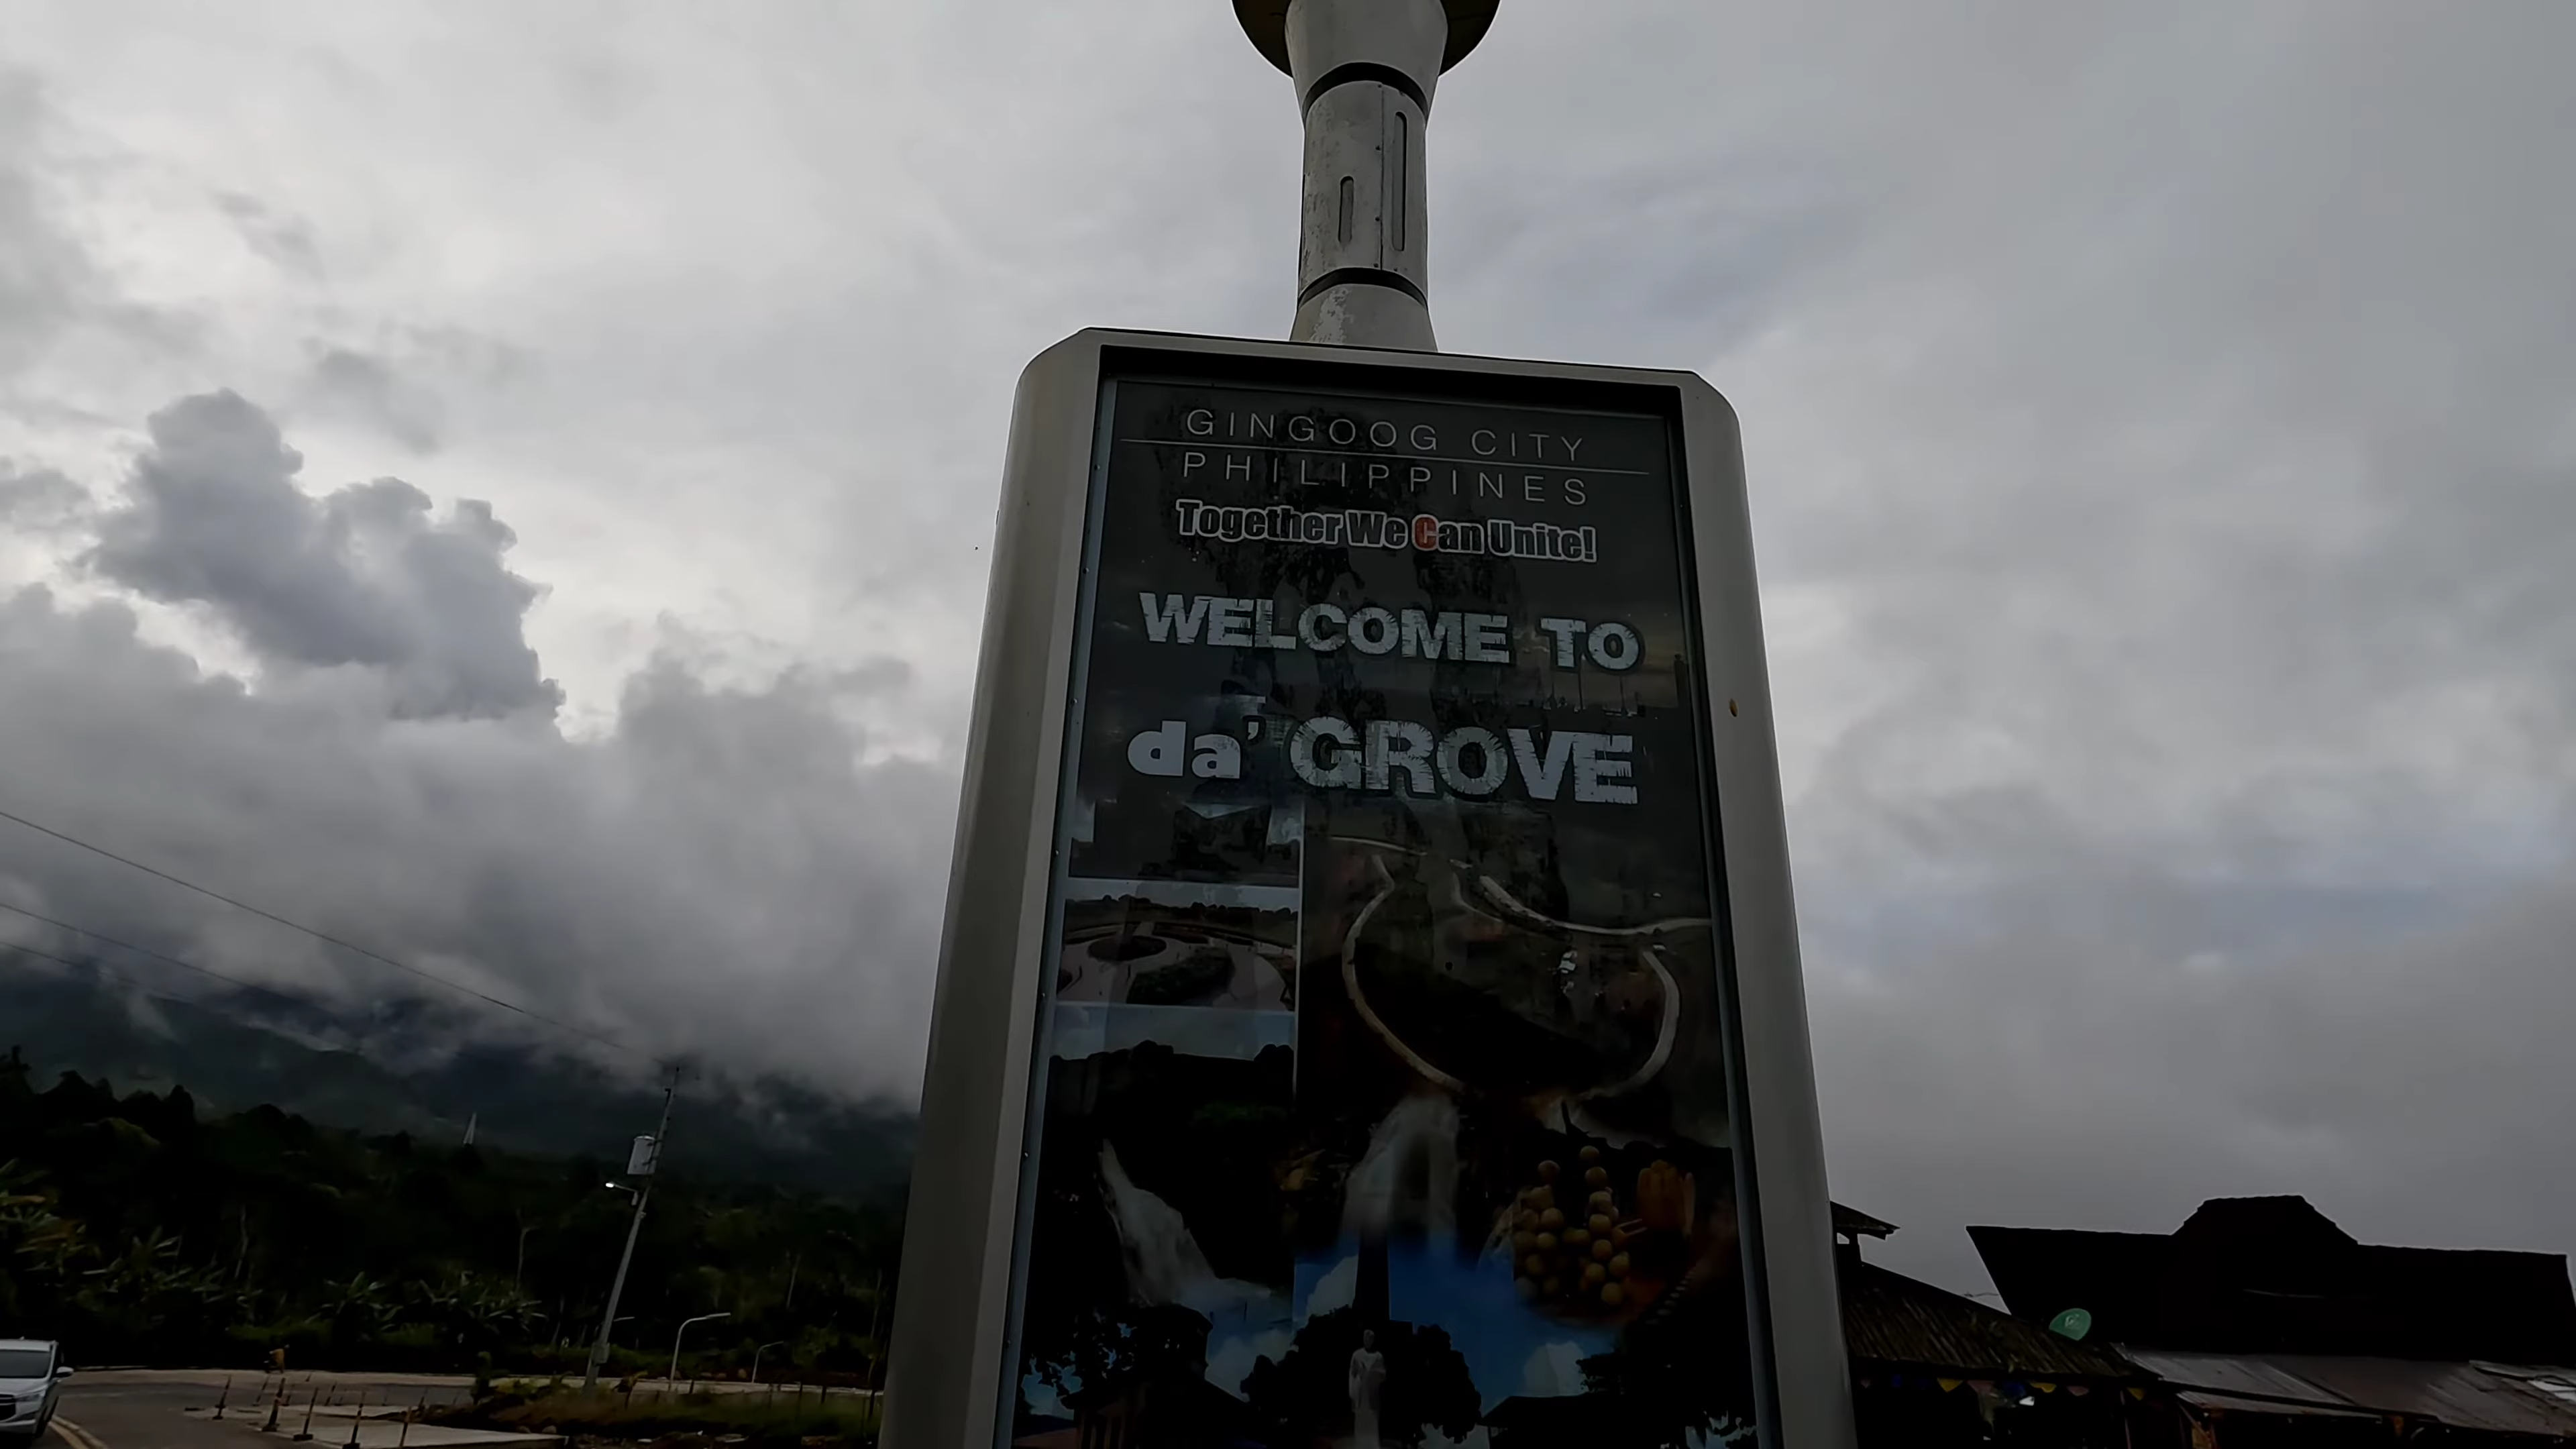 GINGOOG CITY
PHILIPPINES
Together We Can Unite!
WELCOME TO
da' GROVE